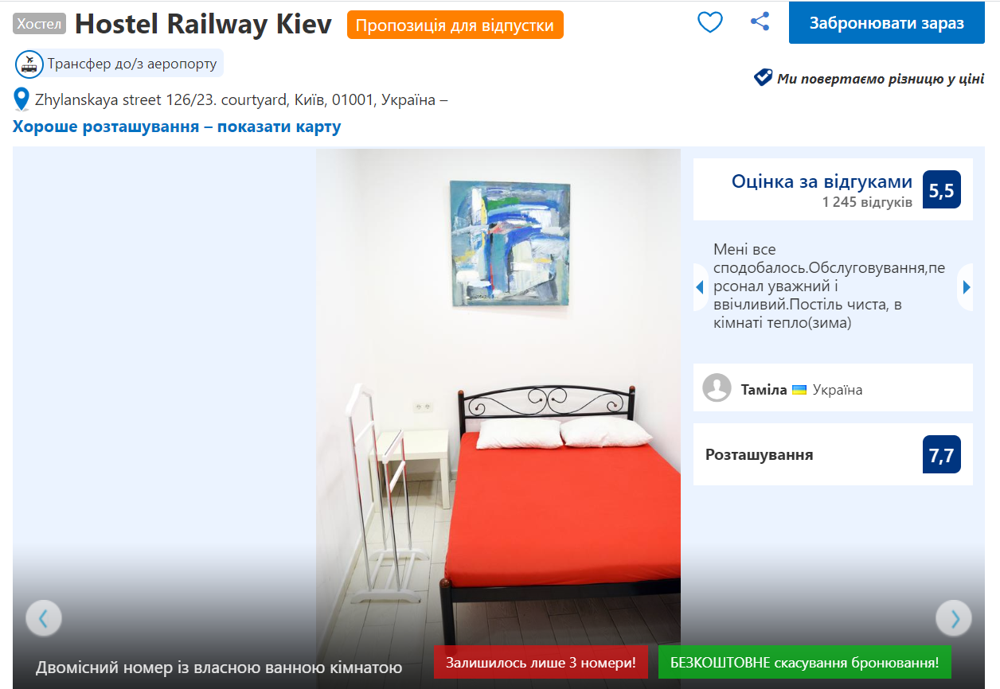 Хостел Hostel Railway Kiev Пропозиція для відпустки
Забронювати зараз
Трансфер до/з аеропорту
Ми повертаємо різницю у ціні
Zhylanskaya street 126/23. courtyard, Київ, 01001, Україна –
Хороше розташування – показати карту
Оцінка за відгуками
1 245 відгуків
5,5
Мені все
сподобалось.Обслуговування,пе
рсонал уважний і
ввічливий.Постіль чиста, в
кімнаті тепло(зима)
Таміла Україна
Розташування 7,7
Двомісний номер із власною ванною кімнатою
Залишилось лише 3 номери!
БЕЗКОШТОВНЕ скасування бронювання!